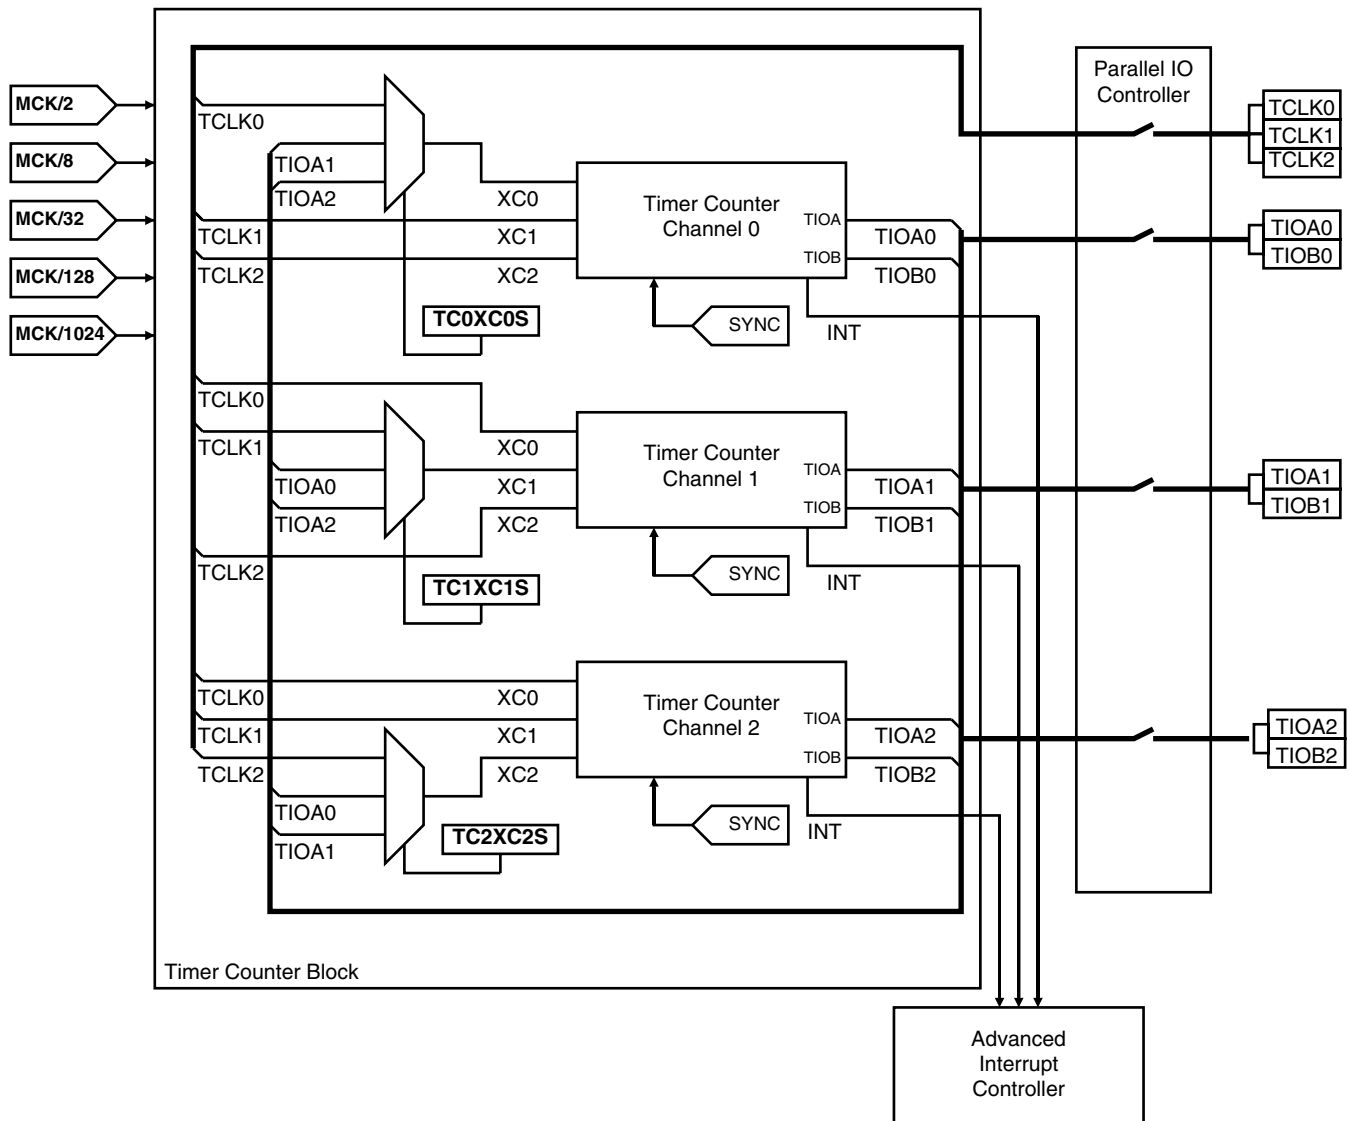 MCK/2
MCK/8
MCK/32
MCK/128
MCK/1024
TCLK0
TIOA1
TIOA2
TCLK1
TCLK2
XC0
XC1
XC2
TC0XC0S
Timer Counter
Channel 0
TIOA
TIOB
TIOA0
TIOB0
SYNC
INT
TCLK0
TCLK1
TIOA0
TIOA2
TCLK2
XC0
XC1
XC2
TC1XC1S
Timer Counter
Channel 1
TIOA
TIOB
TIOA1
TIOB1
SYNC
INT
TCLK0
TCLK1
TCLK2
TIOA0
TIOA1
XC0
XC1
XC2
TC2XC2S
Timer Counter
Channel 2
TIOA
TIOB
TIOA2
TIOB2
SYNC
INT
Timer Counter Block
Parallel IO
Controller
TCLK0
TCLK1
TCLK2
TIOA0
TIOB0
TIOA1
TIOB1
TIOA2
TIOB2
Advanced
Interrupt
Controller